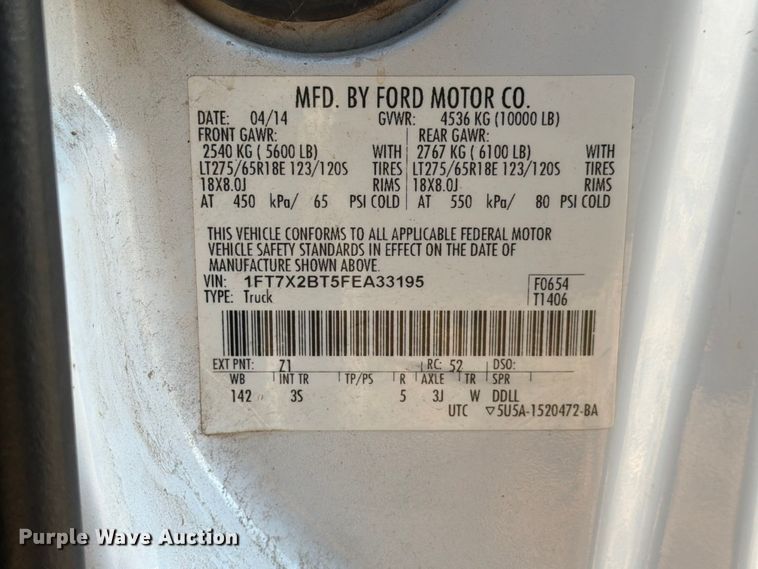 MFD. BY FORD MOTOR CO.
DATE: 04/14 GVWR: 4536 KG (10000 LB)
FRONT GAWR: REAR GAWR:
2540 KG ( 5600 LB) WITH 2767 KG ( 6100 LB) WITH
LT275/65R18E 123/120S TIRES LT275/65R18E 123/120S TIRES
18X8.0J RIMS 18X8.0J RIMS
AT 450 kPa/ 65 PSI COLD AT 550 kPa/ 80 PSI COLD
THIS VEHICLE CONFORMS TO ALL APPLICABLE FEDERAL MOTOR
VEHICLE SAFETY STANDARDS IN EFFECT ON THE DATE OF
MANUFACTURE SHOWN ABOVE.
VIN: 1FT7X2BT5FEA33195 F0654
TYPE: Truck T1406
EXT PNT: Z1 RC: 52 DSO:
WB INT TR TP/PS R AXLE TR SPR
142 3S 5 3J W DDLL
UTC ▽5U5A-1520472-BA
Purple Wave Auction